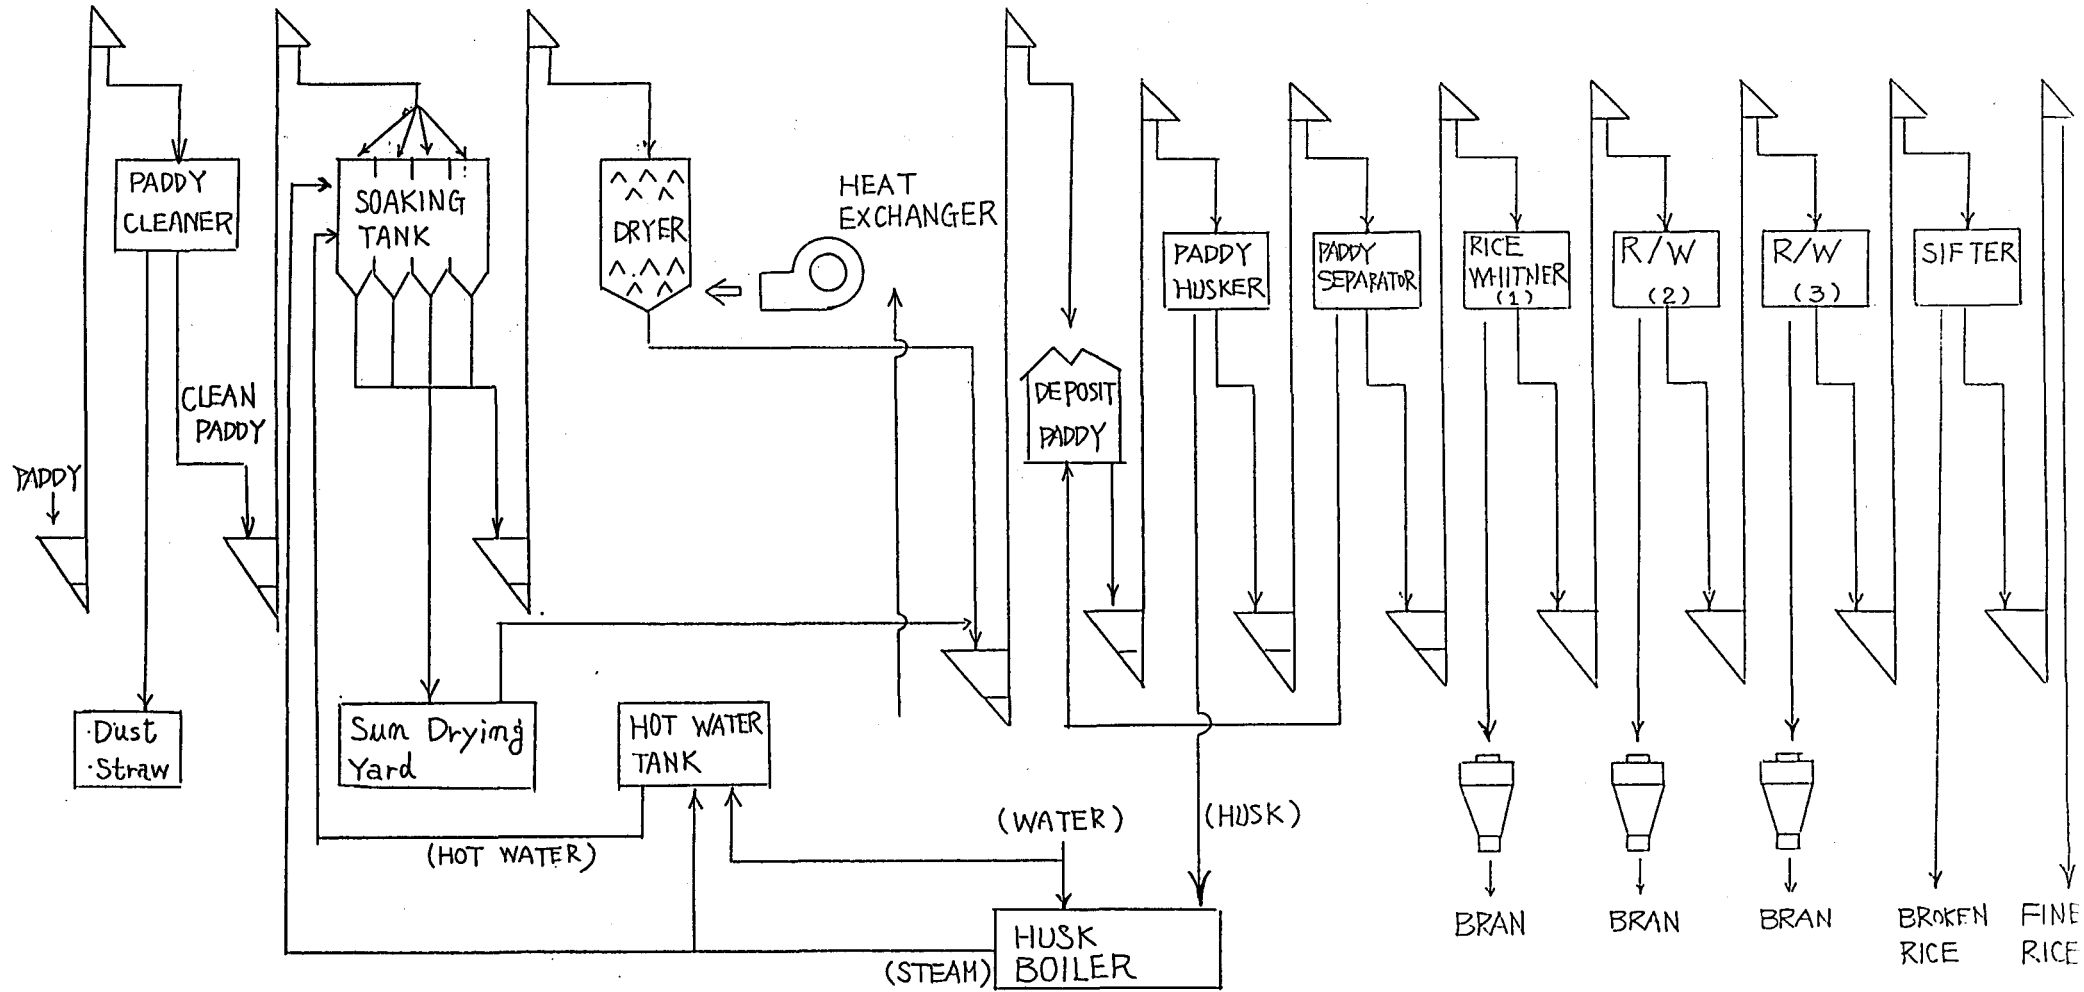 PADDY
PADDY
CLEANER
CLEAN
PADDY
·Dust
·Straw
SOAKING
TANK
Sun Drying
Yard
DRYER
HEAT
EXCHANGER
HOT WATER
TANK
(HOT WATER)
(WATER)
(HUSK)
(STEAM)
HUSK
BOILER
DEPOSIT
PADDY
PADDY
HUSKER
PADDY
SEPARATOR
RICE
WHITNER
(1)
R/W
(2)
R/W
(3)
SIFTER
BRAN
BRAN
BRAN
BROKEN
RICE
FINE
RICE